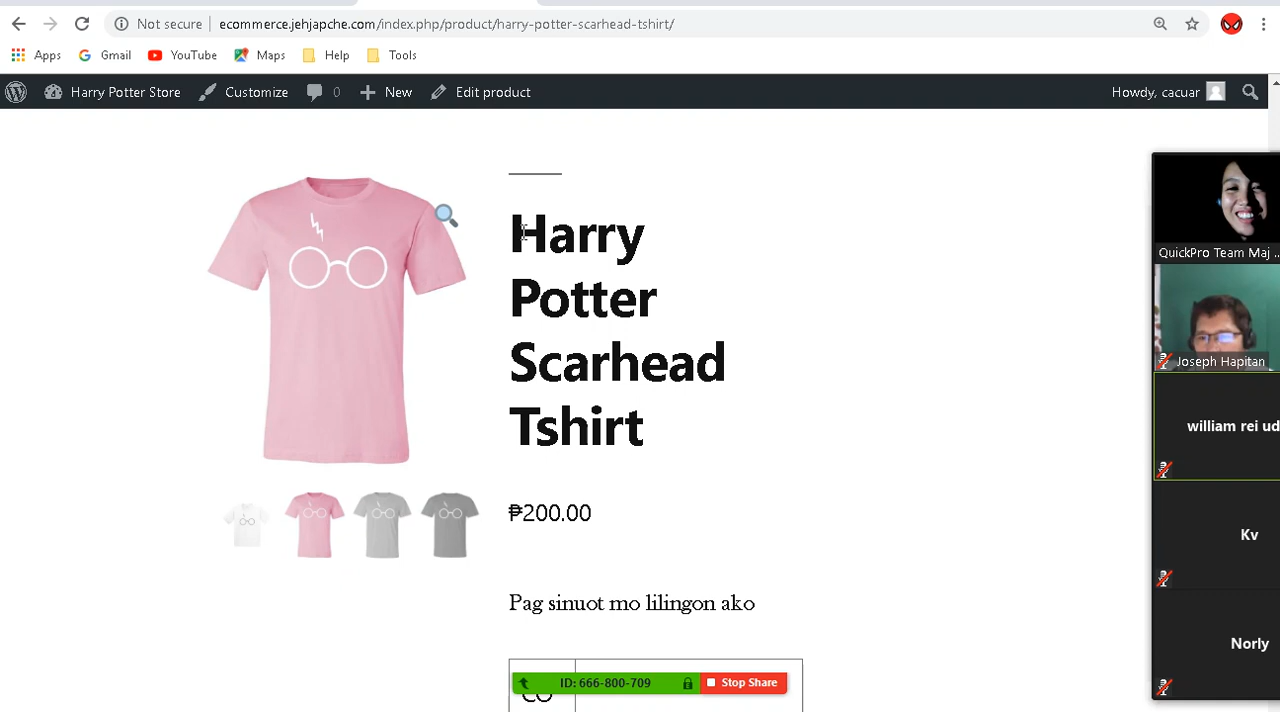 Not secure
ecommerce.jehjapche.com/index.php/product/harry-potter-scarhead-tshirt/
Apps
Gmail
YouTube
Maps
Help
Tools
Harry Potter Store
Customize
0
New
Edit product
Howdy, cacuar
Harry
Potter
Scarhead
Tshirt
₱200.00
Pag sinuot mo lilingon ako
ID: 666-800-709
Stop Share
QuickPro Team Maj ...
Joseph Hapitan
william rei ud
Kv
Norly